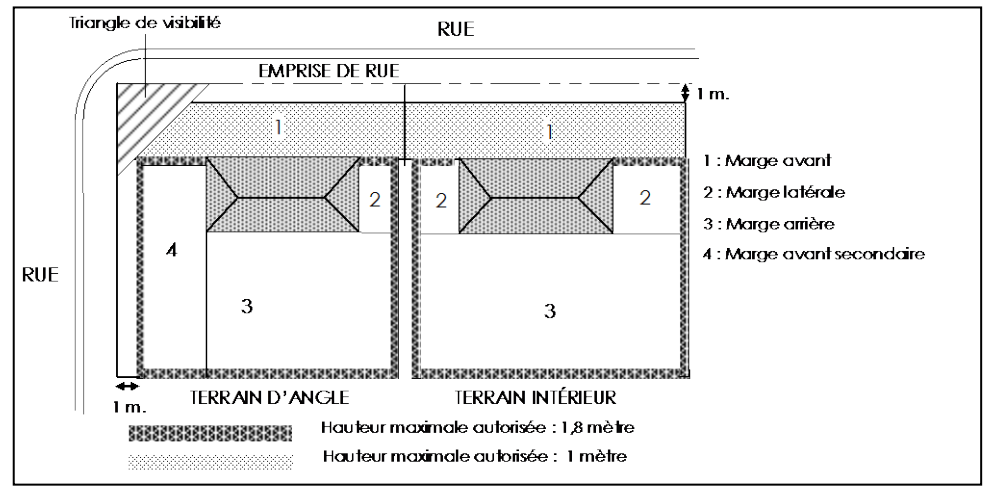 Triangle de visibilité
RUE
EMPRISE DE RUE
1 m.
1
1
1 : Marge avant
2
2
2
2 : Marge latérale
3 : Marge arrière
4
4 : Marge avant secondaire
RUE
3
3
1 m.
TERRAIN D'ANGLE
TERRAIN INTÉRIEUR
Hauteur maximale autorisée : 1,8 mètre
Hauteur maximale autorisée : 1 mètre